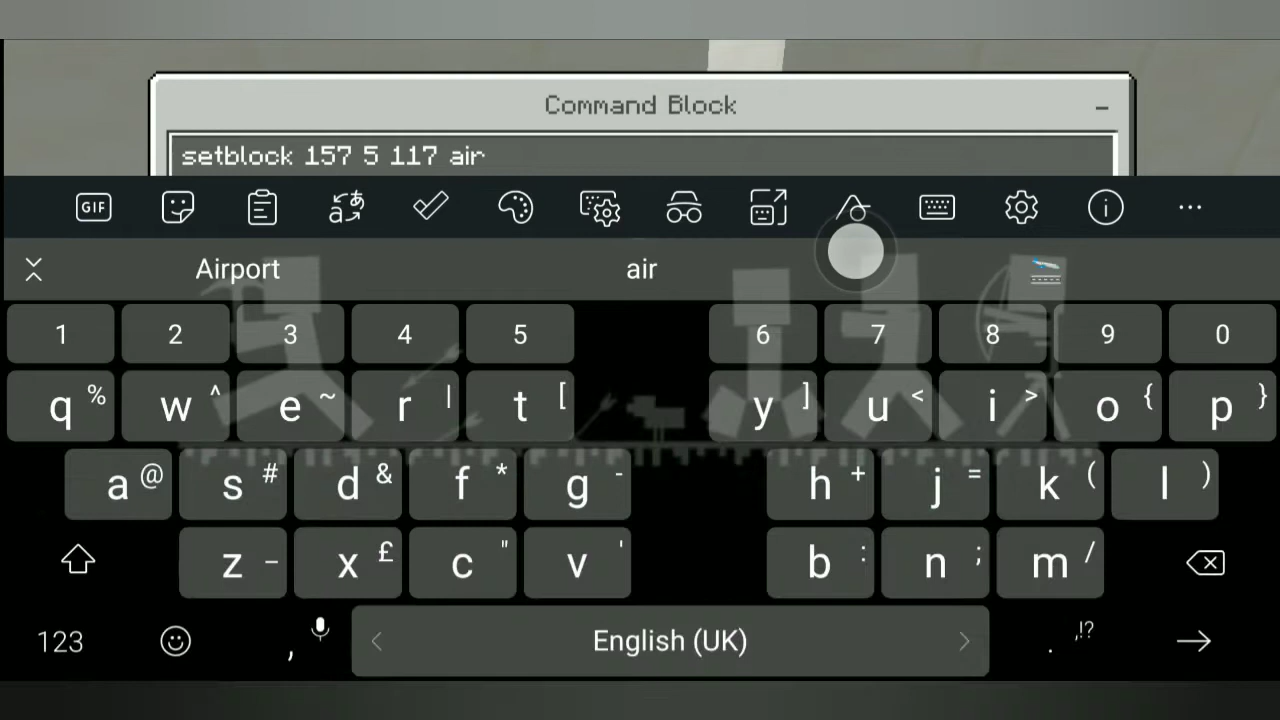 Command Block
setblock 157 5 117 air
GIF
Airport air
1 2 3 4 5 6 7 8 9 0
q % w ^ e ~ r | t [ y ] u < i > o { p }
a @ s # d & f * g - h + j = k ( l )
z _ x £ c " v ' b : n ; m /
123 , English (UK) . ,!?